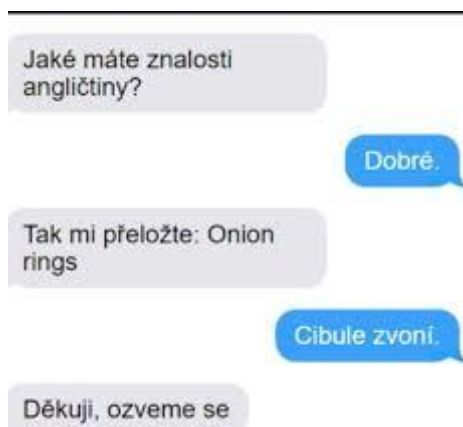 Jaké máte znalosti
angličtiny?
Dobré.
Tak mi přeložte: Onion
rings
Cibule zvoní.
Děkuji, ozveme se